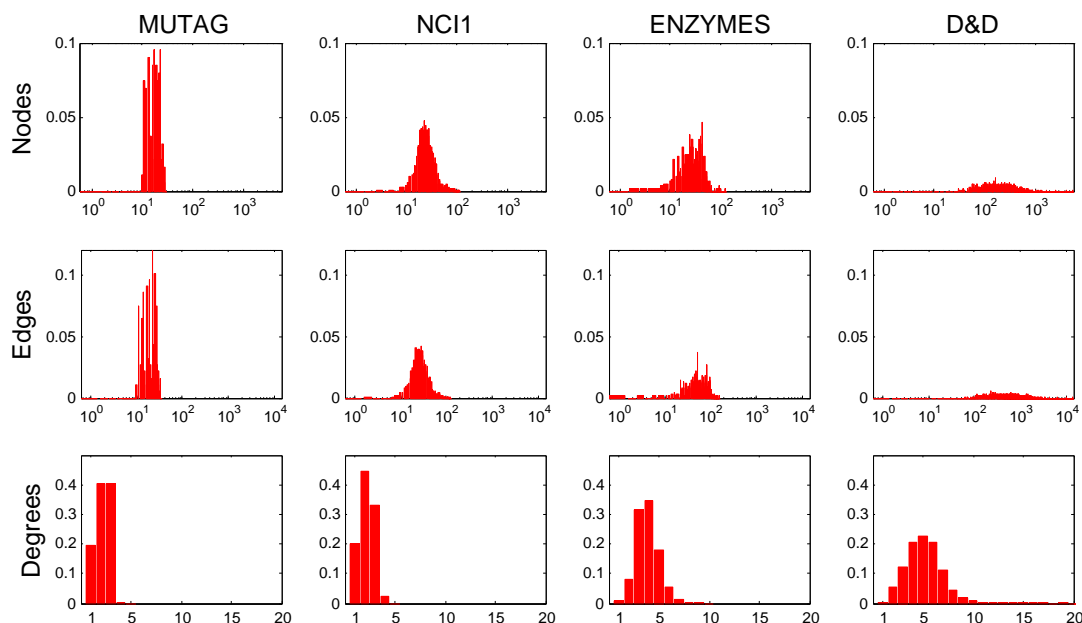 MUTAG NCI1 ENZYMES D&D
Nodes
0.1 0.1 0.1 0.1
0.05 0.05 0.05 0.05
0 0 0 0
10^0 10^1 10^2 10^3 10^0 10^1 10^2 10^3 10^0 10^1 10^2 10^3 10^0 10^1 10^2 10^3
Edges
0.1 0.1 0.1 0.1
0.05 0.05 0.05 0.05
0 0 0 0
10^0 10^1 10^2 10^3 10^4 10^0 10^1 10^2 10^3 10^4 10^0 10^1 10^2 10^3 10^4 10^0 10^1 10^2 10^3 10^4
Degrees
0.4 0.4 0.4 0.4
0.3 0.3 0.3 0.3
0.2 0.2 0.2 0.2
0.1 0.1 0.1 0.1
0 0 0 0
1 5 10 15 20 1 5 10 15 20 1 5 10 15 20 1 5 10 15 20